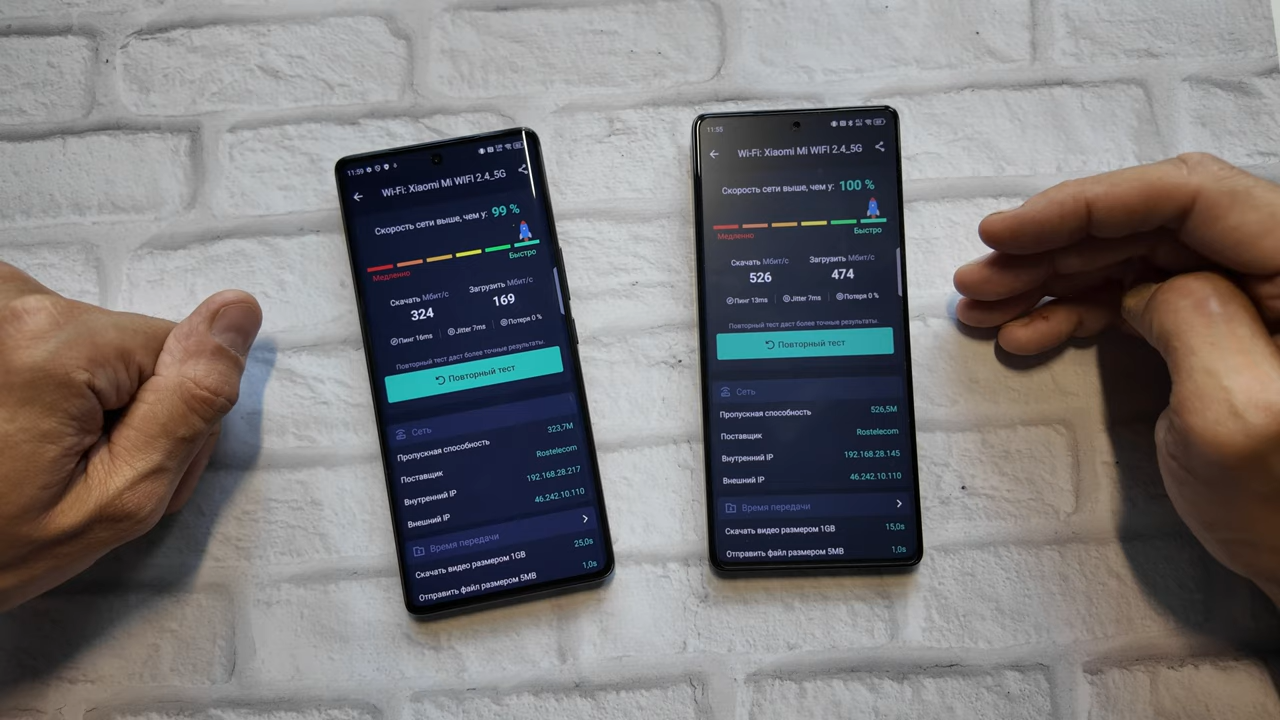 11:59
Wi-Fi: Xiaomi Mi WIFI 2.4_5G
Скорость сети выше, чем у: 99 %
Медленно
Быстро
Скачать Мбит/с
Загрузить Мбит/с
324
169
Пинг 16ms
Jitter 7ms
Потеря 0 %
Повторный тест даст более точные результаты.
Повторный тест
Сеть
Пропускная способность 323,7M
Поставщик Rostelecom
Внутренний IP 192.168.28.217
Внешний IP 46.242.10.110
Время передачи
Скачать видео размером 1GB 25,0s
Отправить файл размером 5MB 1,0s
11:55
Wi-Fi: Xiaomi Mi WIFI 2.4_5G
Скорость сети выше, чем у: 100 %
Медленно
Быстро
Скачать Мбит/с
Загрузить Мбит/с
526
474
Пинг 13ms
Jitter 7ms
Потеря 0 %
Повторный тест даст более точные результаты.
Повторный тест
Сеть
Пропускная способность 526,5M
Поставщик Rostelecom
Внутренний IP 192.168.28.145
Внешний IP 46.242.10.110
Время передачи
Скачать видео размером 1GB 15,0s
Отправить файл размером 5MB 1,0s